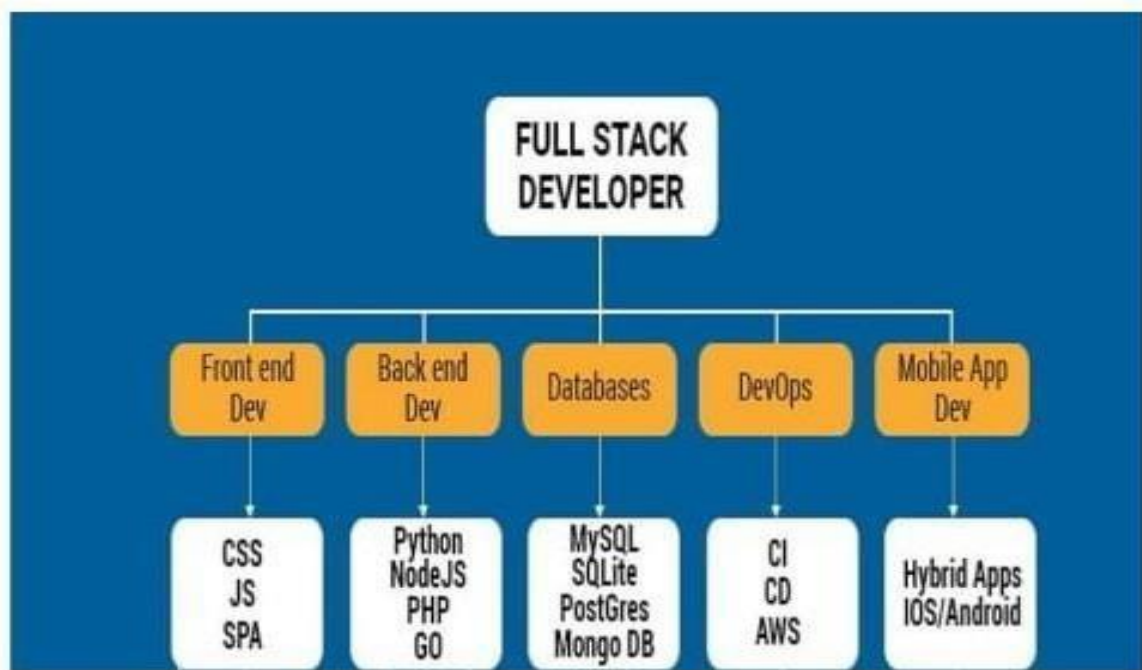 FULL STACK
DEVELOPER
Front end
Dev
Back end
Dev
Databases
DevOps
Mobile App
Dev
CSS
JS
SPA
Python
NodeJS
PHP
GO
MySQL
SQLite
PostGres
Mongo DB
CI
CD
AWS
Hybrid Apps
IOS/Android